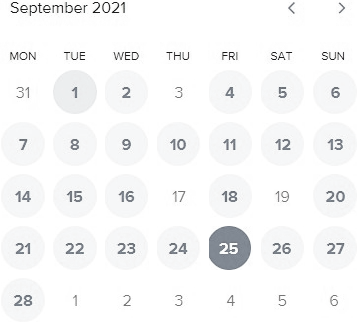 September 2021
MON TUE WED THU FRI SAT SUN
31 1 2 3 4 5 6
7 8 9 10 11 12 13
14 15 16 17 18 19 20
21 22 23 24 25 26 27
28 1 2 3 4 5 6